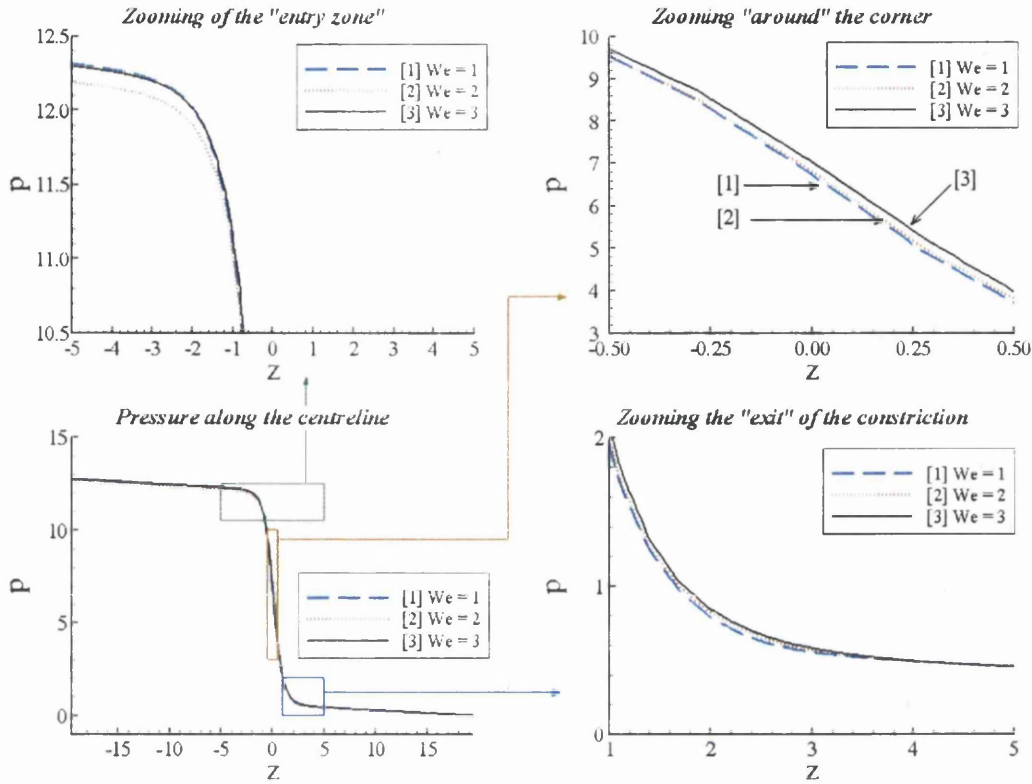 Zooming of the "entry zone"
12.5
12.0
11.5
11.0
10.5
p
-5 -4 -3 -2 -1 0 1 2 3 4 5
z
[1] We = 1
[2] We = 2
[3] We = 3
Zooming "around" the corner
10
9
8
7
6
5
4
3
p
-0.50 -0.25 0.00 0.25 0.50
z
[1] We = 1
[2] We = 2
[3] We = 3
[1]
[2]
[3]
Pressure along the centreline
15
10
5
0
p
-15 -10 -5 0 5 10 15
z
[1] We = 1
[2] We = 2
[3] We = 3
Zooming the "exit" of the constriction
2
1
0
p
1 2 3 4 5
z
[1] We = 1
[2] We = 2
[3] We = 3